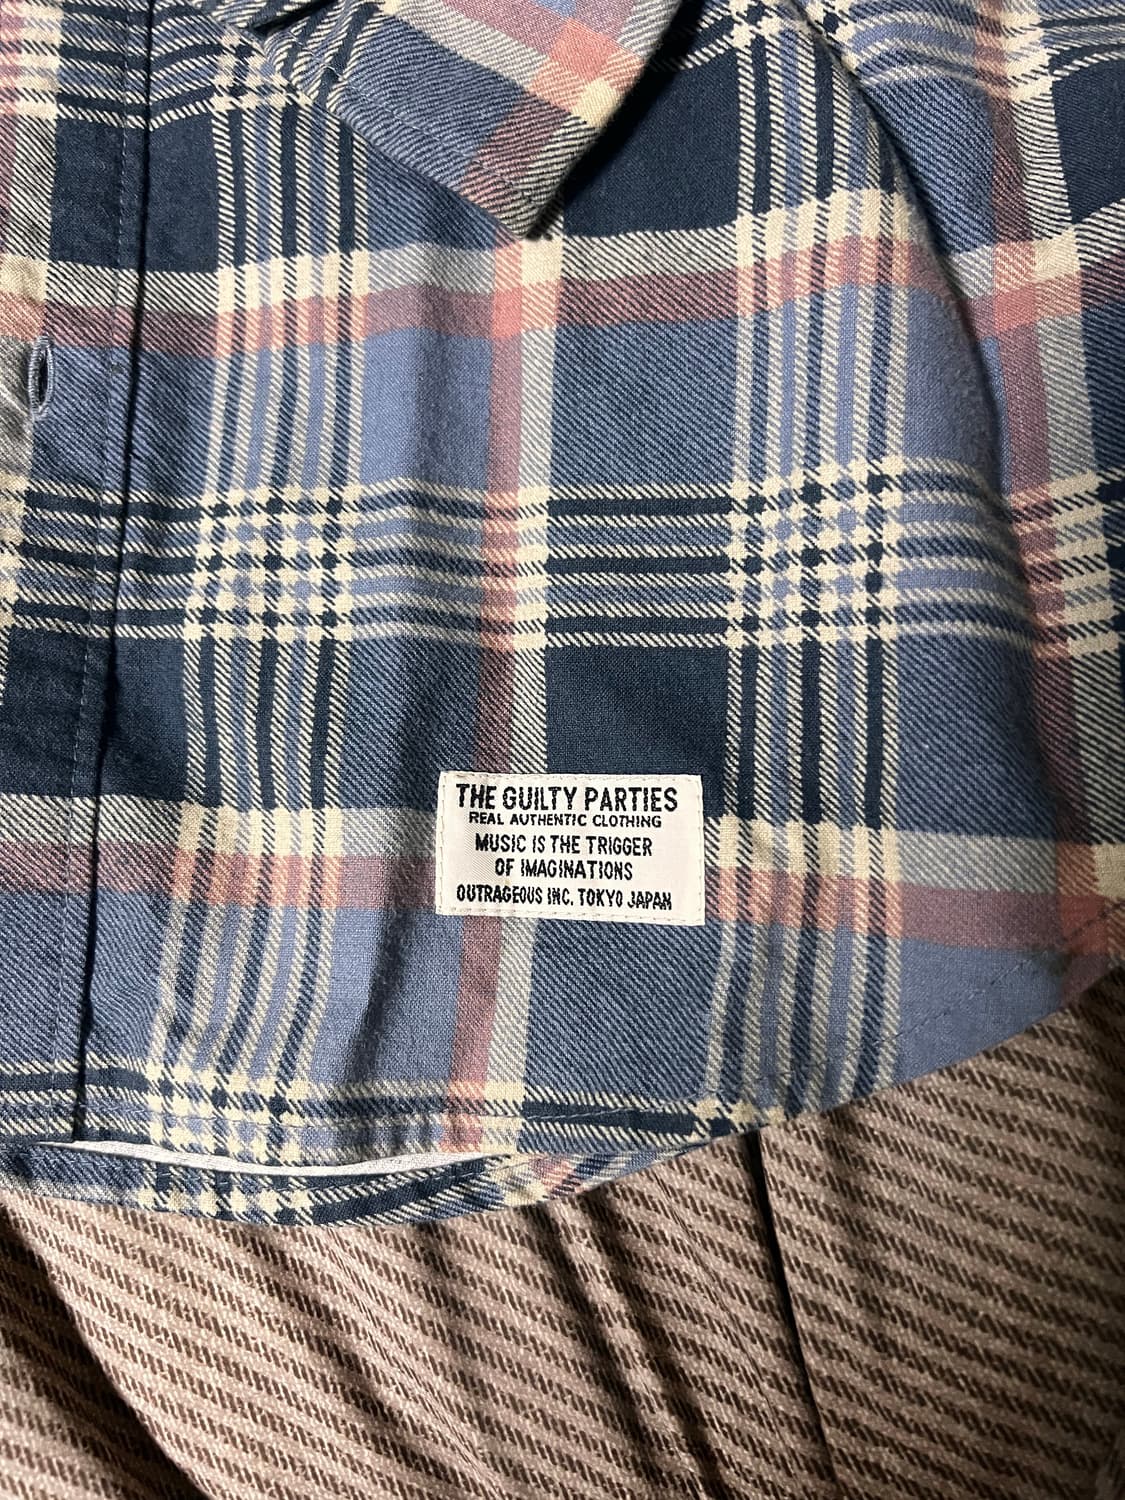 THE GUILTY PARTIES
REAL AUTHENTIC CLOTHING
MUSIC IS THE TRIGGER
OF IMAGINATIONS
OUTRAGEOUS INC. TOKYO JAPAN